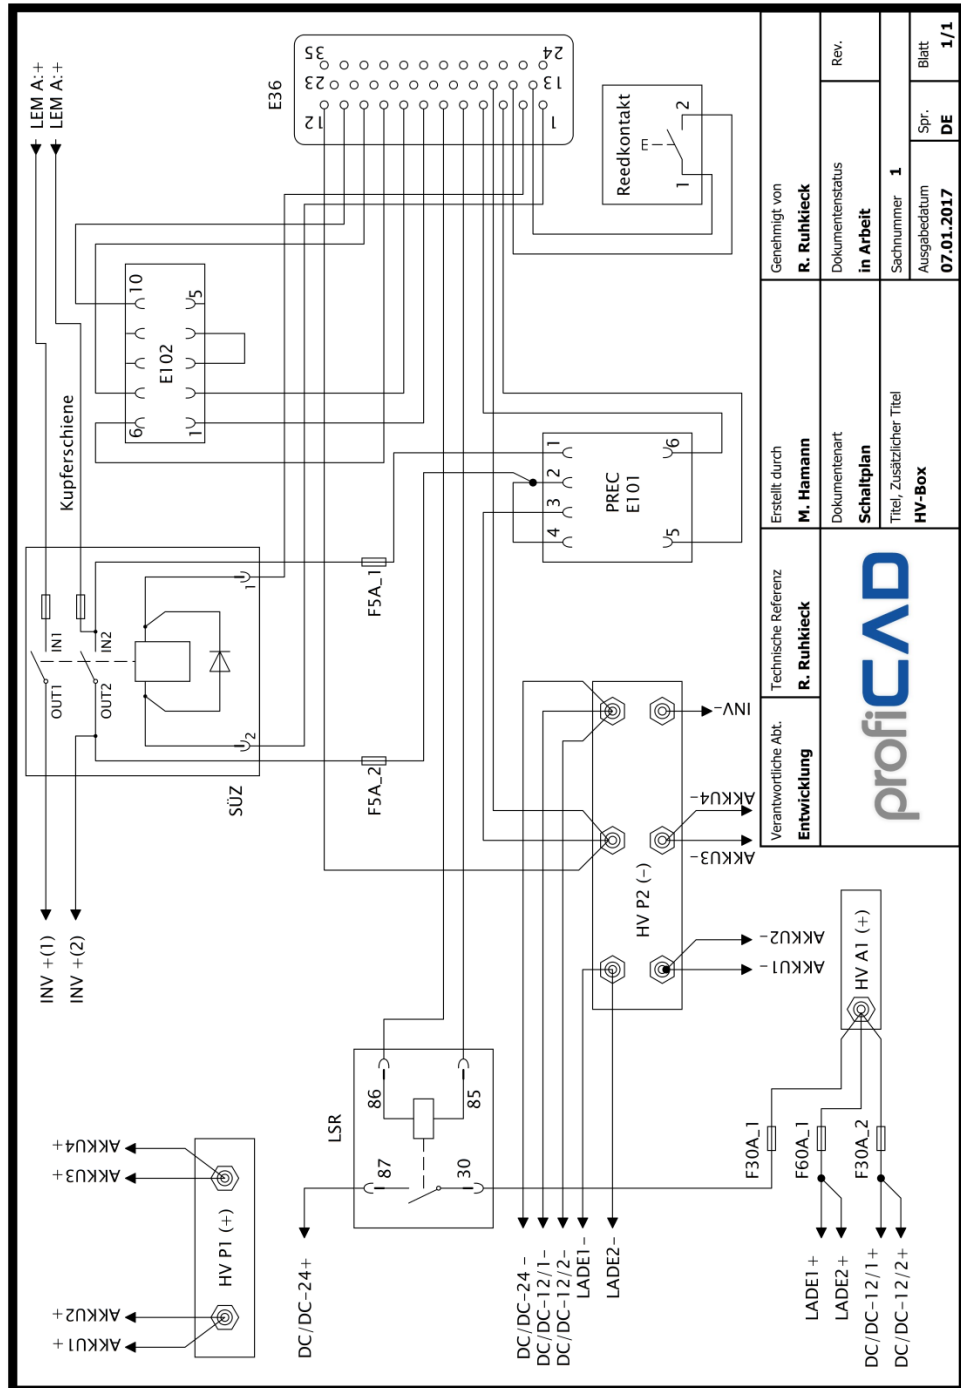 AKKU1+
AKKU2+
AKKU3+
AKKU4+
HV P1 (+)
INV +(1)
INV +(2)
SÜZ
OUT1
IN1
OUT2
IN2
2
1
Kupferschiene
LEM A:+
LEM A:+
E102
6
10
1
5
E36
12
1
23
13
35
24
Reedkontakt
E
1
2
F5A_2
F5A_1
PREC
E101
4
3
2
1
5
6
DC/DC-24+
LSR
87
86
30
85
DC/DC-24 -
DC/DC-12/1-
DC/DC-12/2-
LADE1-
LADE2-
HV P2 (-)
AKKU1-
AKKU2-
AKKU3-
AKKU4-
INV-
F30A_1
F60A_1
F30A_2
HV A1 (+)
LADE1+
LADE2+
DC/DC-12/1+
DC/DC-12/2+
Verantwortliche Abt.
Entwicklung
Technische Referenz
R. Ruhkieck
Erstellt durch
M. Hamann
Genehmigt von
R. Ruhkieck
proficAD
Dokumentenart
Schaltplan
Dokumentenstatus
in Arbeit
Rev.
Titel, Zusätzlicher Titel
HV-Box
Sachnummer 1
Ausgabedatum
07.01.2017
Spr.
DE
Blatt
1/1